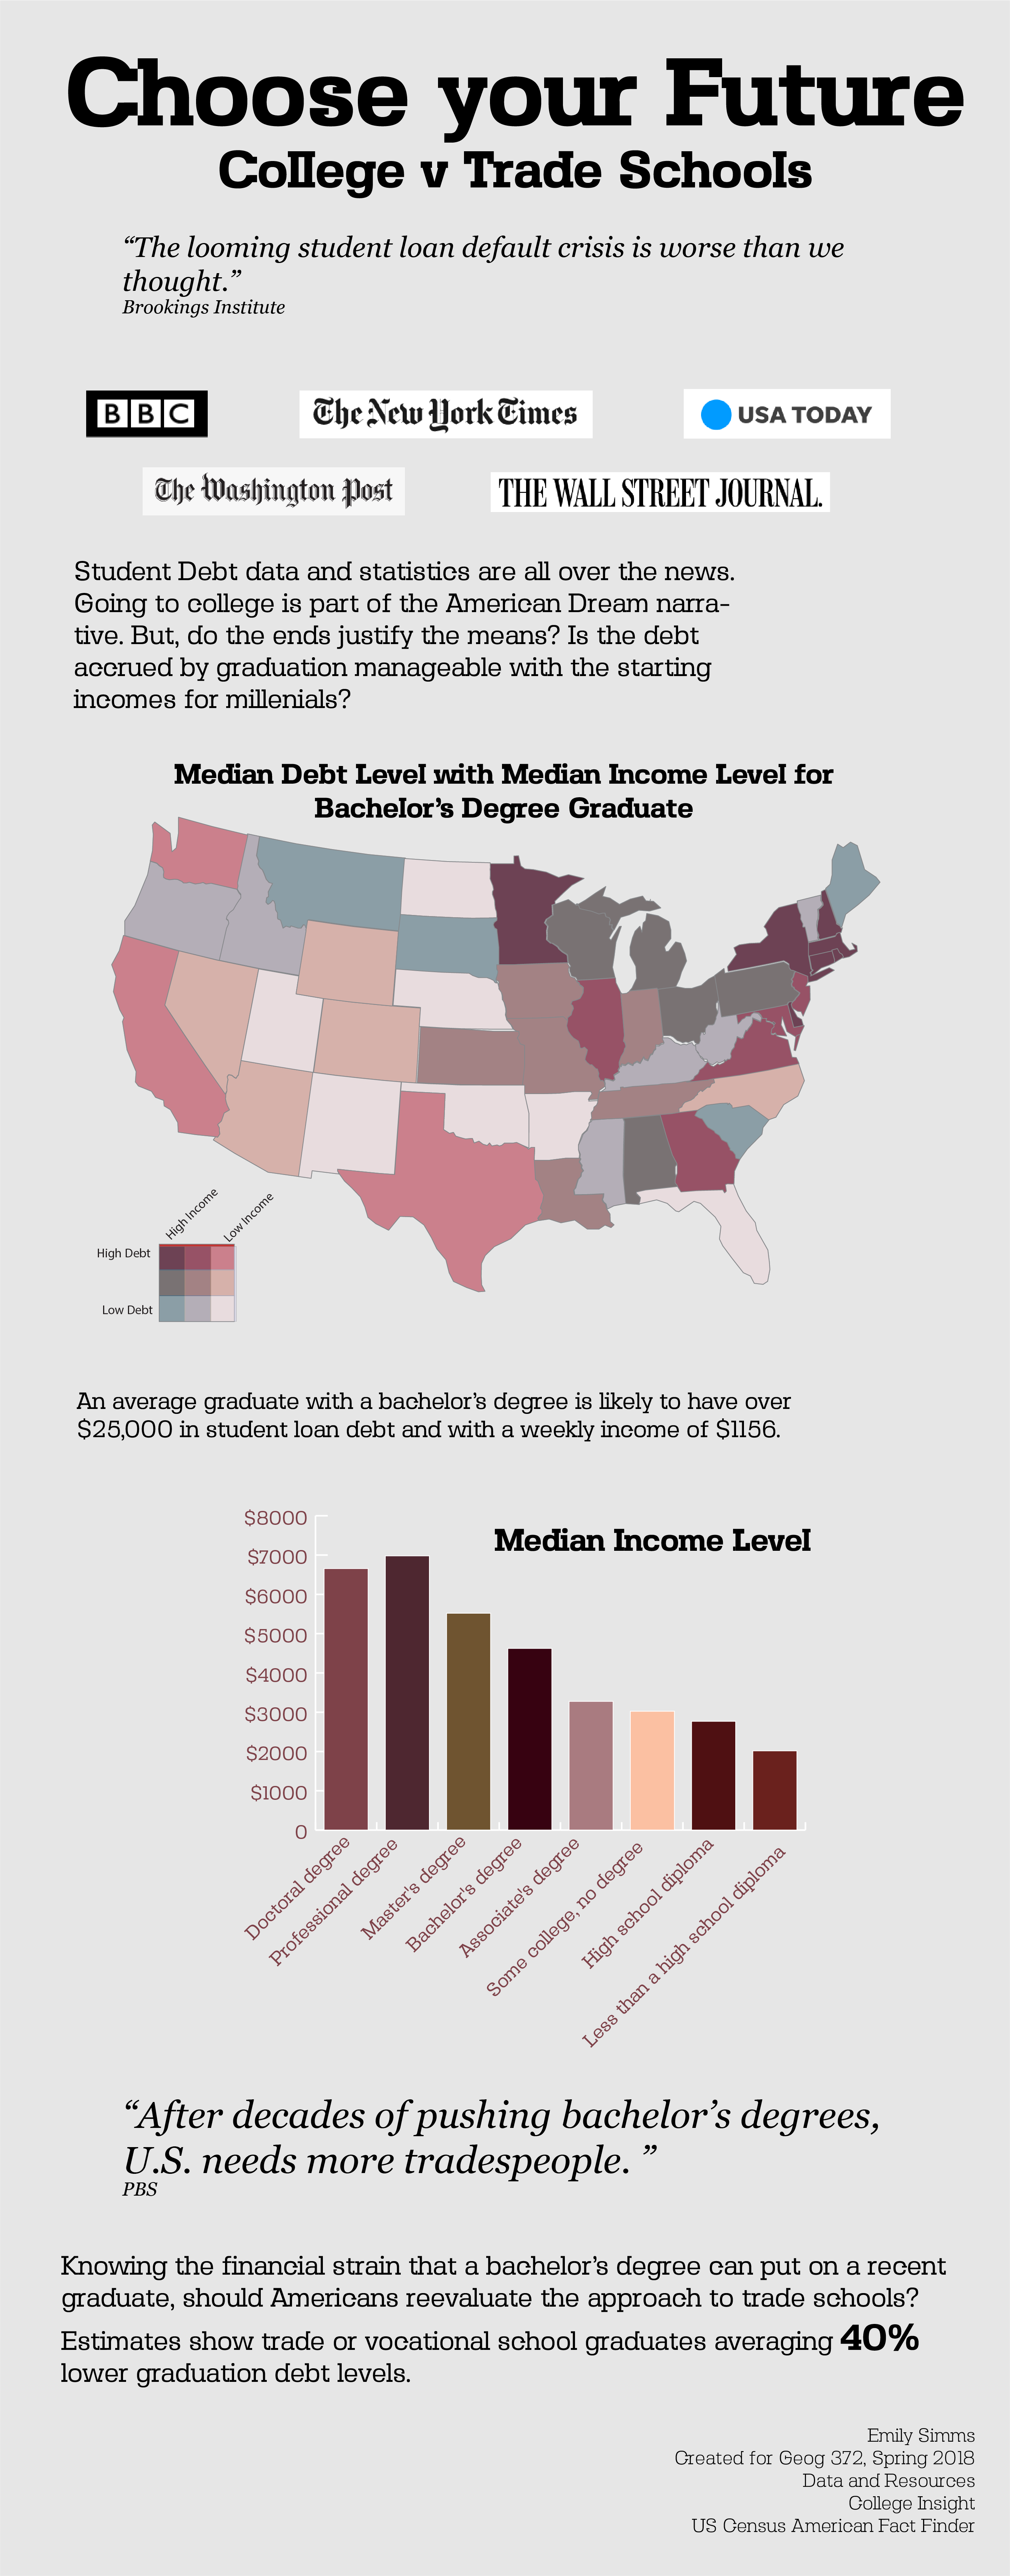 Choose your Future
College v Trade Schools
“The looming student loan default crisis is worse than we
thought.”
Brookings Institute
BBC
The New York Times
USA TODAY
The Washington Post
THE WALL STREET JOURNAL.
Student Debt data and statistics are all over the news.
Going to college is part of the American Dream narra-
tive. But, do the ends justify the means? Is the debt
accrued by graduation manageable with the starting
incomes for millenials?
Median Debt Level with Median Income Level for
Bachelor’s Degree Graduate
High Income
Low Income
High Debt
Low Debt
An average graduate with a bachelor’s degree is likely to have over
$25,000 in student loan debt and with a weekly income of $1156.
Median Income Level
$8000
$7000
$6000
$5000
$4000
$3000
$2000
$1000
0
Doctoral degree
Professional degree
Master's degree
Bachelor's degree
Associate's degree
Some college, no degree
High school diploma
Less than a high school diploma
“After decades of pushing bachelor’s degrees,
U.S. needs more tradespeople. ”
PBS
Knowing the financial strain that a bachelor’s degree can put on a recent
graduate, should Americans reevaluate the approach to trade schools?
Estimates show trade or vocational school graduates averaging 40%
lower graduation debt levels.
Emily Simms
Created for Geog 372, Spring 2018
Data and Resources
College Insight
US Census American Fact Finder